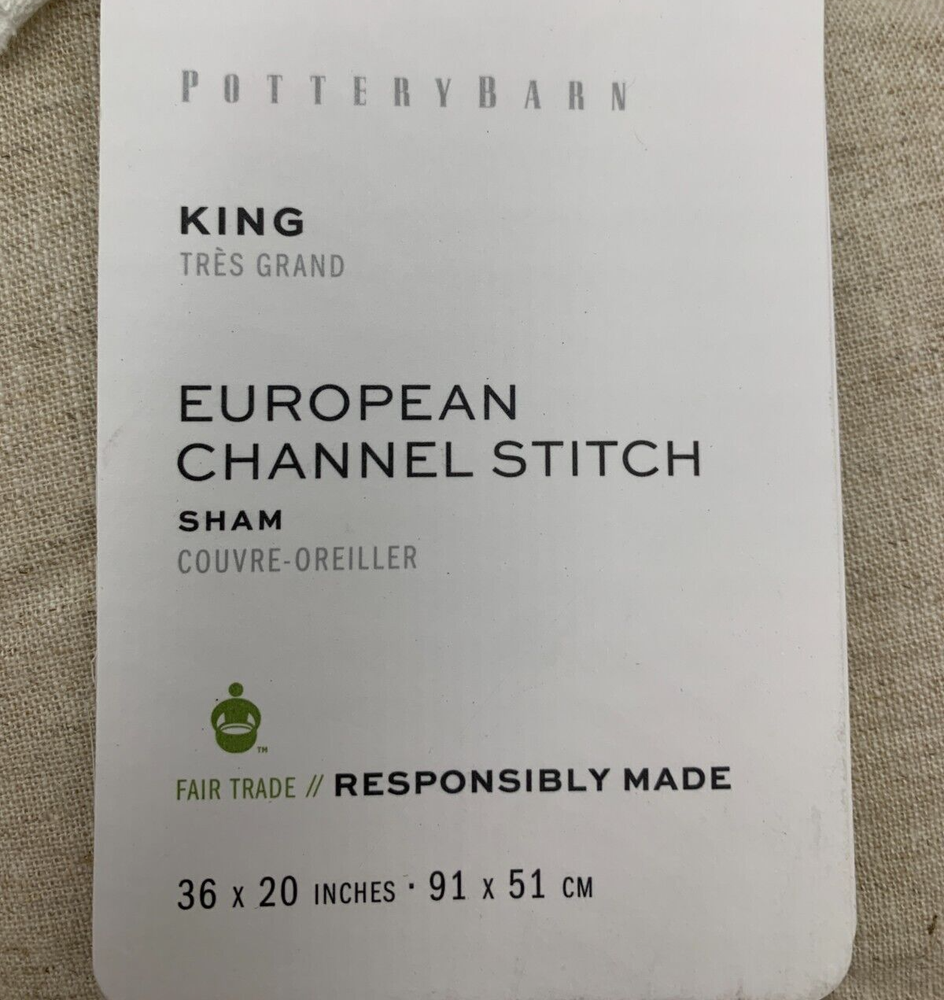 POTTERYBARN
KING
TRÈS GRAND
EUROPEAN
CHANNEL STITCH
SHAM
COUVRE-OREILLER
TM
FAIR TRADE // RESPONSIBLY MADE
36 x 20 INCHES · 91 x 51 CM